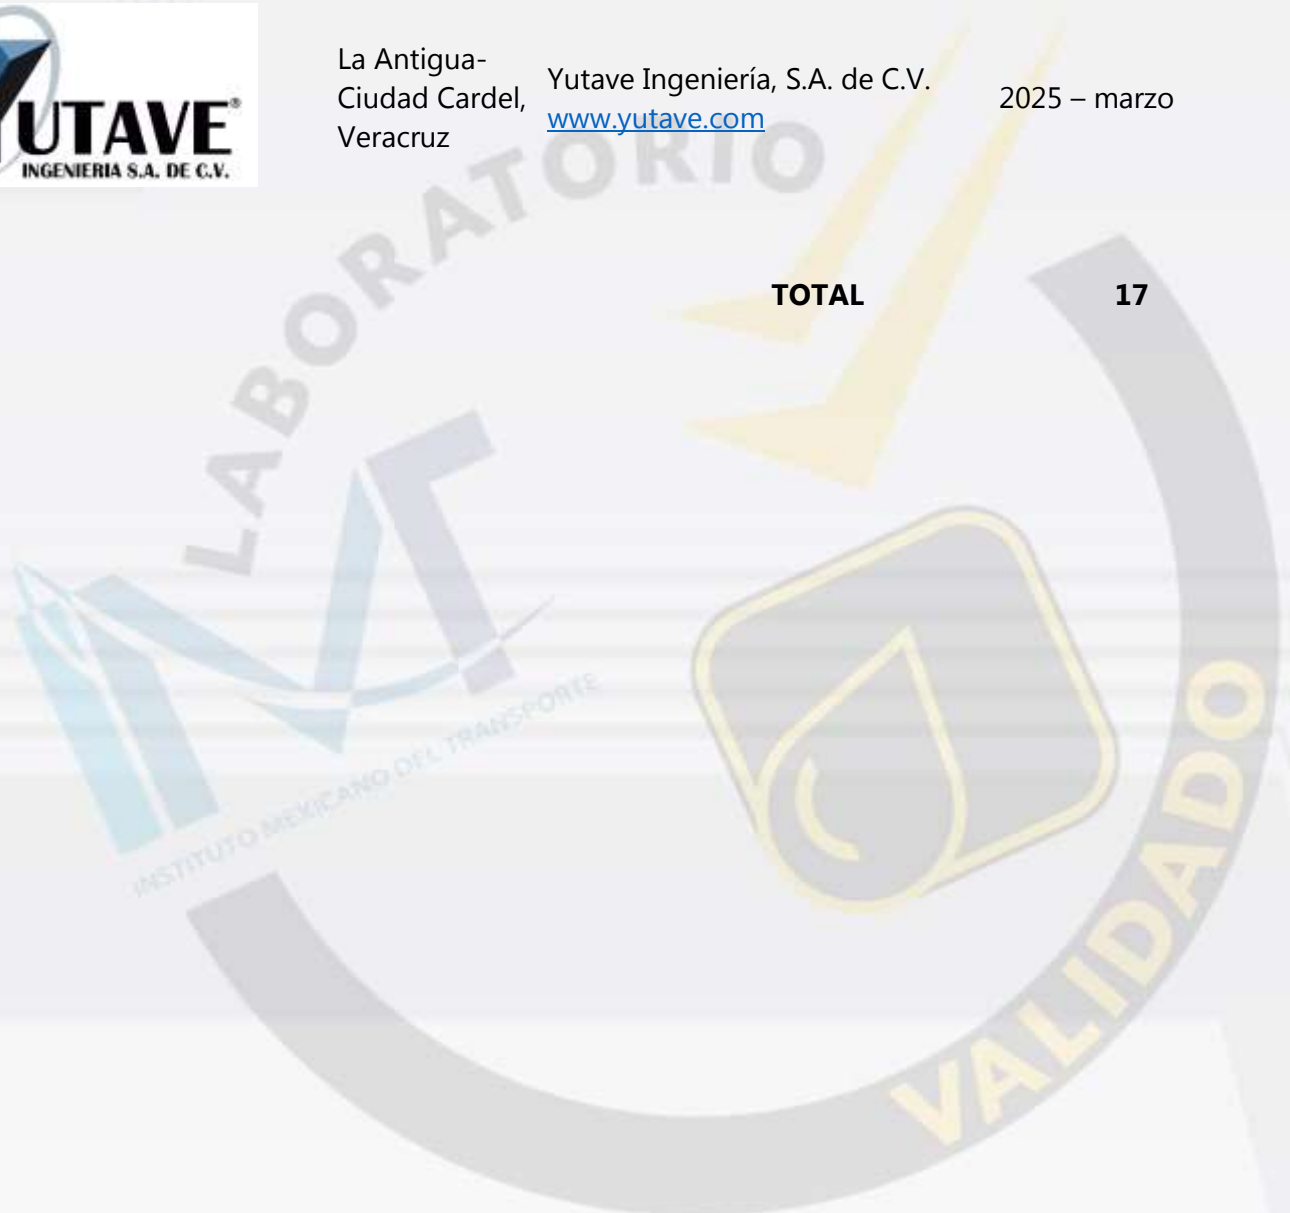 UTAVE®
INGENIERIA S.A. DE C.V.
La Antigua-
Ciudad Cardel,
Veracruz
Yutave Ingeniería, S.A. de C.V.
www.yutave.com
2025 – marzo
TOTAL 17
LABORATORIO
IMT
INSTITUTO MEXICANO DEL TRANSPORTE
VALIDADO